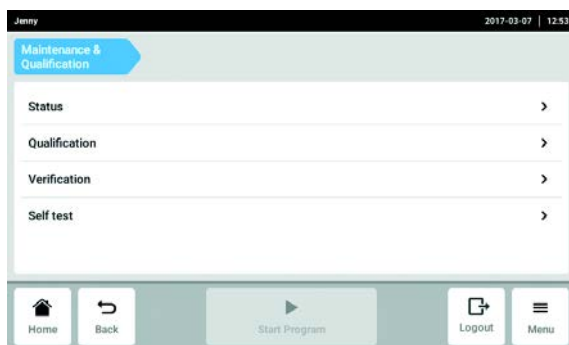 Jenny 2017-03-07 | 12:53
Maintenance &
Qualification
Status
Qualification
Verification
Self test
Home Back Start Program Logout Menu